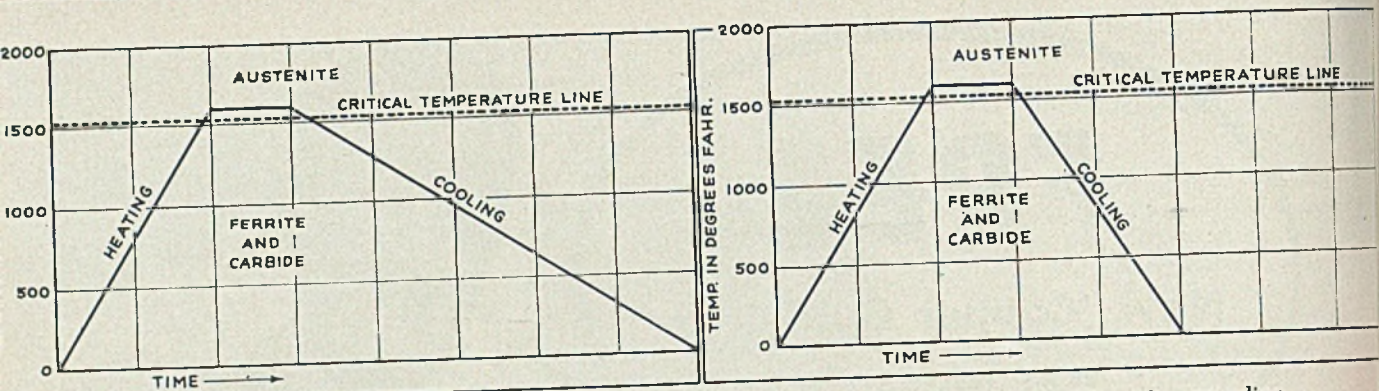 2000
AUSTENITE
CRITICAL TEMPERATURE LINE
1500
HEATING
COOLING
1000
FERRITE
AND
CARBIDE
500
0
TIME
TEMP. IN DEGREES FAHR.
2000
AUSTENITE
CRITICAL TEMPERATURE LINE
1500
HEATING
COOLING
1000
FERRITE
AND
CARBIDE
500
0
TIME